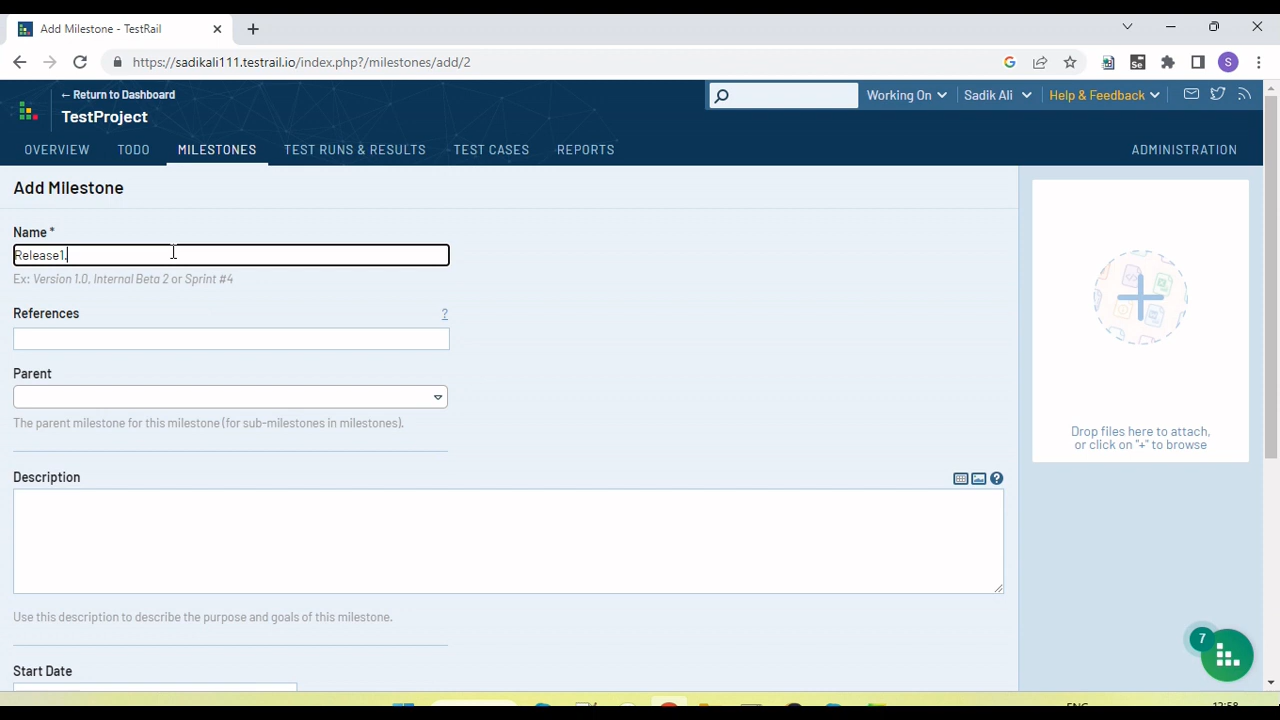 Add Milestone - TestRail
https://sadikali111.testrail.io/index.php?/milestones/add/2
S
← Return to Dashboard
TestProject
Working On
Sadik Ali
Help & Feedback
OVERVIEW
TODO
MILESTONES
TEST RUNS & RESULTS
TEST CASES
REPORTS
ADMINISTRATION
Add Milestone
Name *
Release1.
Ex: Version 1.0, Internal Beta 2 or Sprint #4
References
?
Parent
The parent milestone for this milestone (for sub-milestones in milestones).
Description
Use this description to describe the purpose and goals of this milestone.
Start Date
Drop files here to attach,
or click on "+" to browse
7